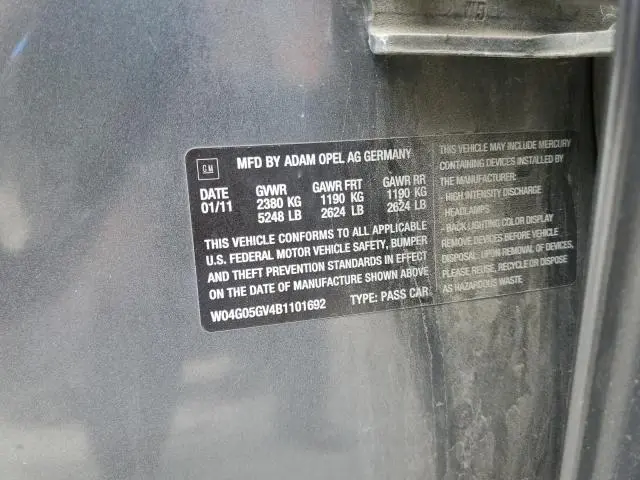 GM
MFD BY ADAM OPEL AG GERMANY
DATE GVWR GAWR FRT GAWR RR
01/11 2380 KG 1190 KG 1190 KG
5248 LB 2624 LB 2624 LB
THIS VEHICLE CONFORMS TO ALL APPLICABLE
U.S. FEDERAL MOTOR VEHICLE SAFETY, BUMPER
AND THEFT PREVENTION STANDARDS IN EFFECT
ON THE DATE OF MANUFACTURE SHOWN ABOVE
W04G05GV4B1101692 TYPE: PASS CAR
THIS VEHICLE MAY INCLUDE MERCURY
CONTAINING DEVICES INSTALLED BY
THE MANUFACTURER:
- HIGH INTENSITY DISCHARGE
HEADLAMPS
- BACK LIGHTING COLOR DISPLAY
REMOVE DEVICES BEFORE VEHICLE
DISPOSAL. UPON REMOVAL OF DEVICES,
PLEASE REUSE, RECYCLE OR DISPOSE
AS HAZARDOUS WASTE